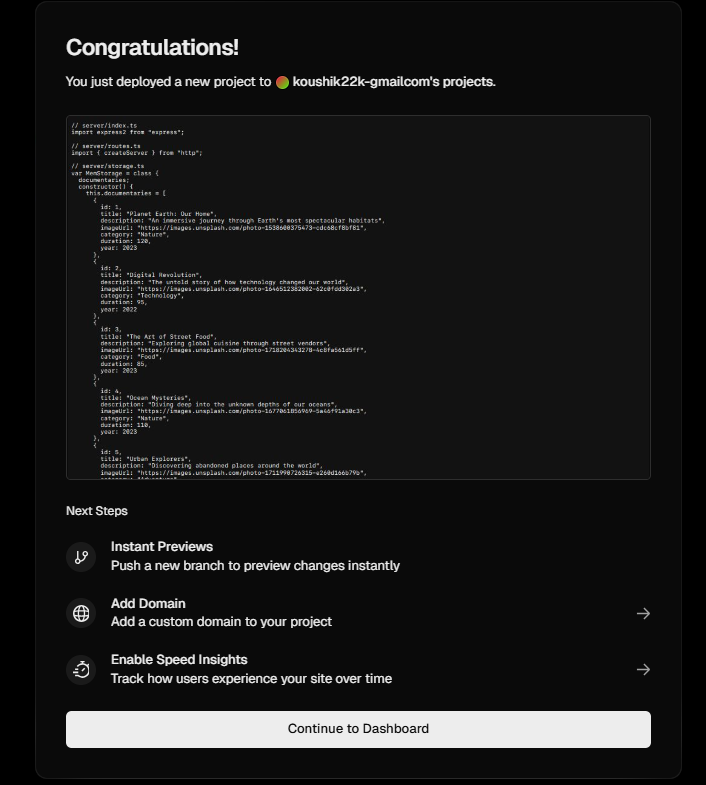 Congratulations!
You just deployed a new project to koushik22k-gmailcom's projects.
// server/index.ts
import express2 from "express";
// server/routes.ts
import { createServer } from "http";
// server/storage.ts
var MemStorage = class {
documentaries;
constructor() {
this.documentaries = [
{
id: 1,
title: "Planet Earth: Our Home",
description: "An immersive journey through Earth's most spectacular habitats",
imageUrl: "https://images.unsplash.com/photo-1538600375473-cdc68cf8bf81",
category: "Nature",
duration: 120,
year: 2023
},
{
id: 2,
title: "Digital Revolution",
description: "The untold story of how technology changed our world",
imageUrl: "https://images.unsplash.com/photo-1646512382002-62c0fdd302a3",
category: "Technology",
duration: 95,
year: 2022
},
{
id: 3,
title: "The Art of Street Food",
description: "Exploring global cuisine through street vendors",
imageUrl: "https://images.unsplash.com/photo-1718204343278-4c8fa561d5ff",
category: "Food",
duration: 85,
year: 2023
},
{
id: 4,
title: "Ocean Mysteries",
description: "Diving deep into the unknown depths of our oceans",
imageUrl: "https://images.unsplash.com/photo-1677061856969-5a46f91a30c3",
category: "Nature",
duration: 110,
year: 2023
},
{
id: 5,
title: "Urban Explorers",
description: "Discovering abandoned places around the world",
imageUrl: "https://images.unsplash.com/photo-1711990726315-e260d166b79b",
Next Steps
Instant Previews
Push a new branch to preview changes instantly
Add Domain
Add a custom domain to your project
Enable Speed Insights
Track how users experience your site over time
Continue to Dashboard